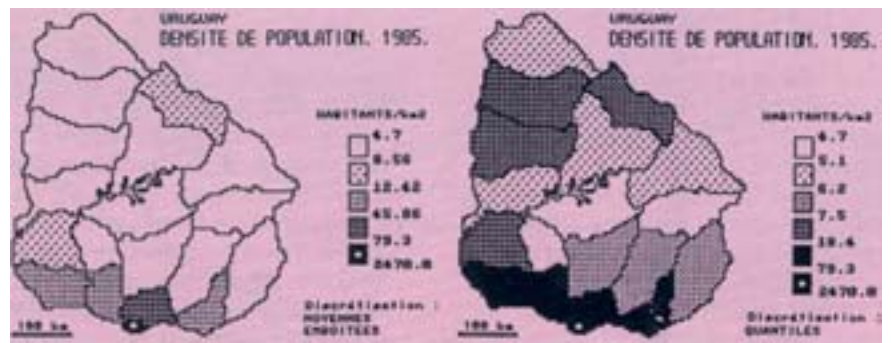 URUGUAY
DENSITE DE POPULATION. 1985.
HABITANTS/km2
4.7
8.56
12.42
45.86
79.3
2470.8
100 km
Discrétisation :
MOYENNES
EMBOITEES
URUGUAY
DENSITE DE POPULATION. 1985.
HABITANTS/km2
4.7
5.1
6.2
7.5
18.4
79.3
2470.8
100 km
Discrétisation :
QUANTILES